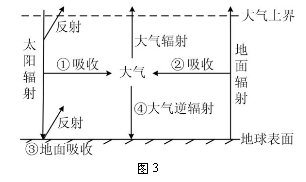 反射
大气上界
太阳辐射
大气辐射
地面辐射
①吸收
大气
②吸收
反射
④大气逆辐射
③地面吸收
地球表面
图3